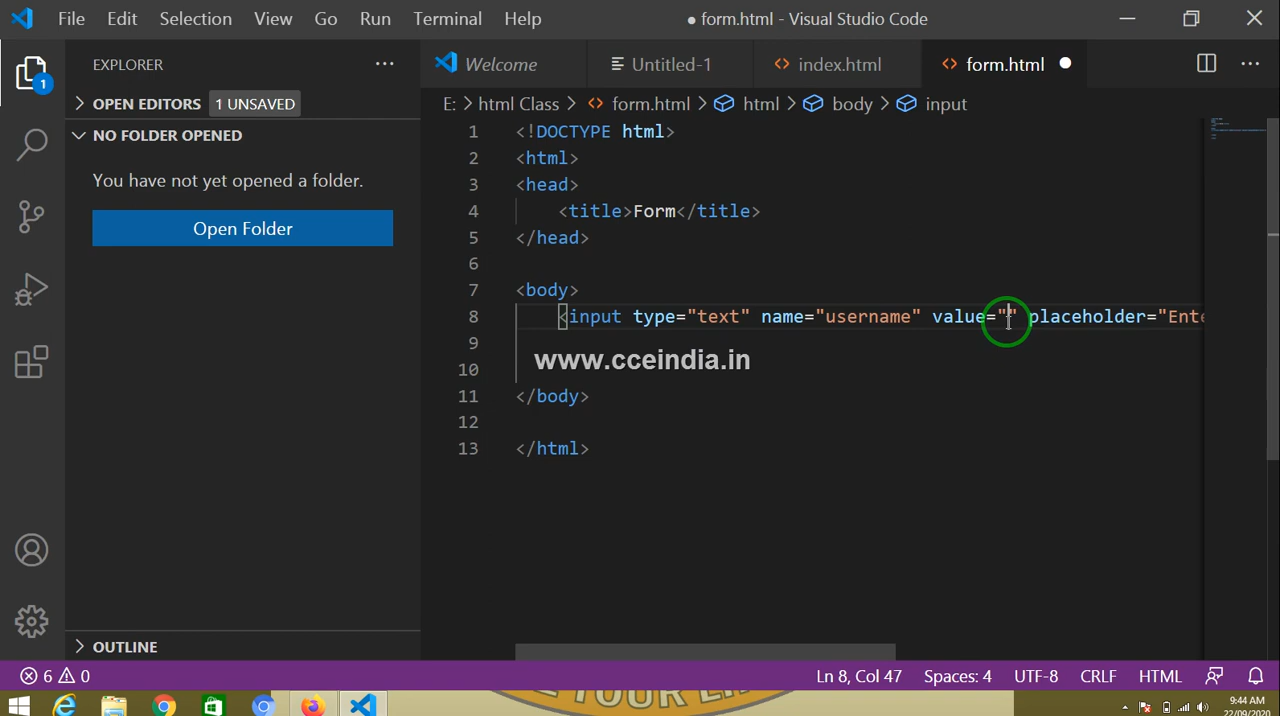 File Edit Selection View Go Run Terminal Help ● form.html - Visual Studio Code
EXPLORER ···
Welcome Untitled-1 index.html form.html
1
OPEN EDITORS 1 UNSAVED
E: > html Class > form.html > html > body > input
NO FOLDER OPENED
You have not yet opened a folder.
Open Folder
1 <!DOCTYPE html>
2 <html>
3 <head>
4 <title>Form</title>
5 </head>
6
7 <body>
8 <input type="text" name="username" value="" placeholder="Ente
9
www.cceindia.in
10
11 </body>
12
13 </html>
OUTLINE
6 0 Ln 8, Col 47 Spaces: 4 UTF-8 CRLF HTML
9:44 AM
22/09/2020